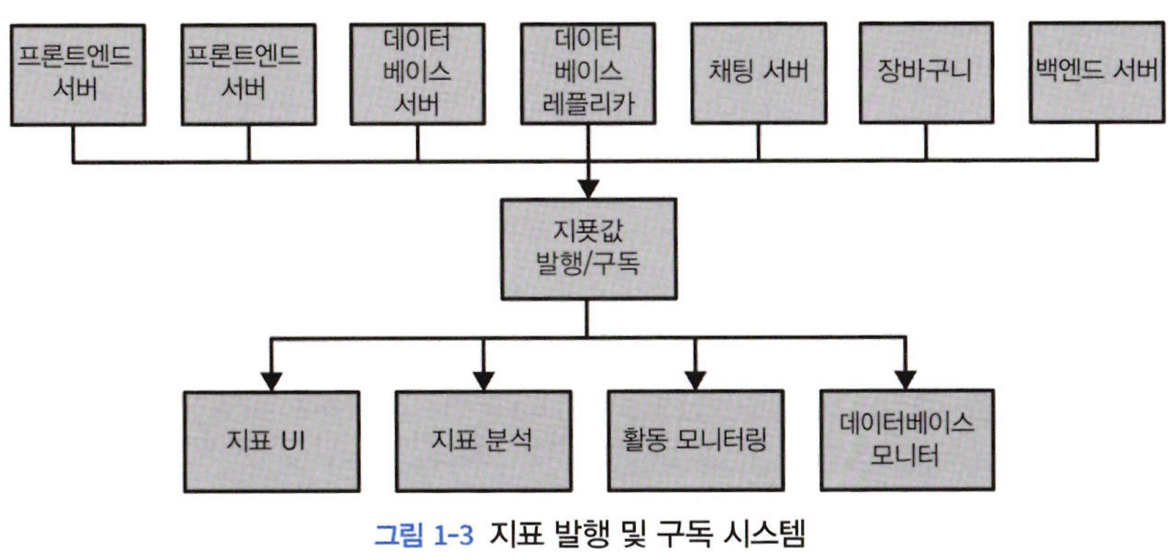 프론트엔드
서버
프론트엔드
서버
데이터
베이스
서버
데이터
베이스
레플리카
채팅 서버
장바구니
백엔드 서버
지푯값
발행/구독
지표 UI
지표 분석
활동 모니터링
데이터베이스
모니터
그림 1-3 지표 발행 및 구독 시스템